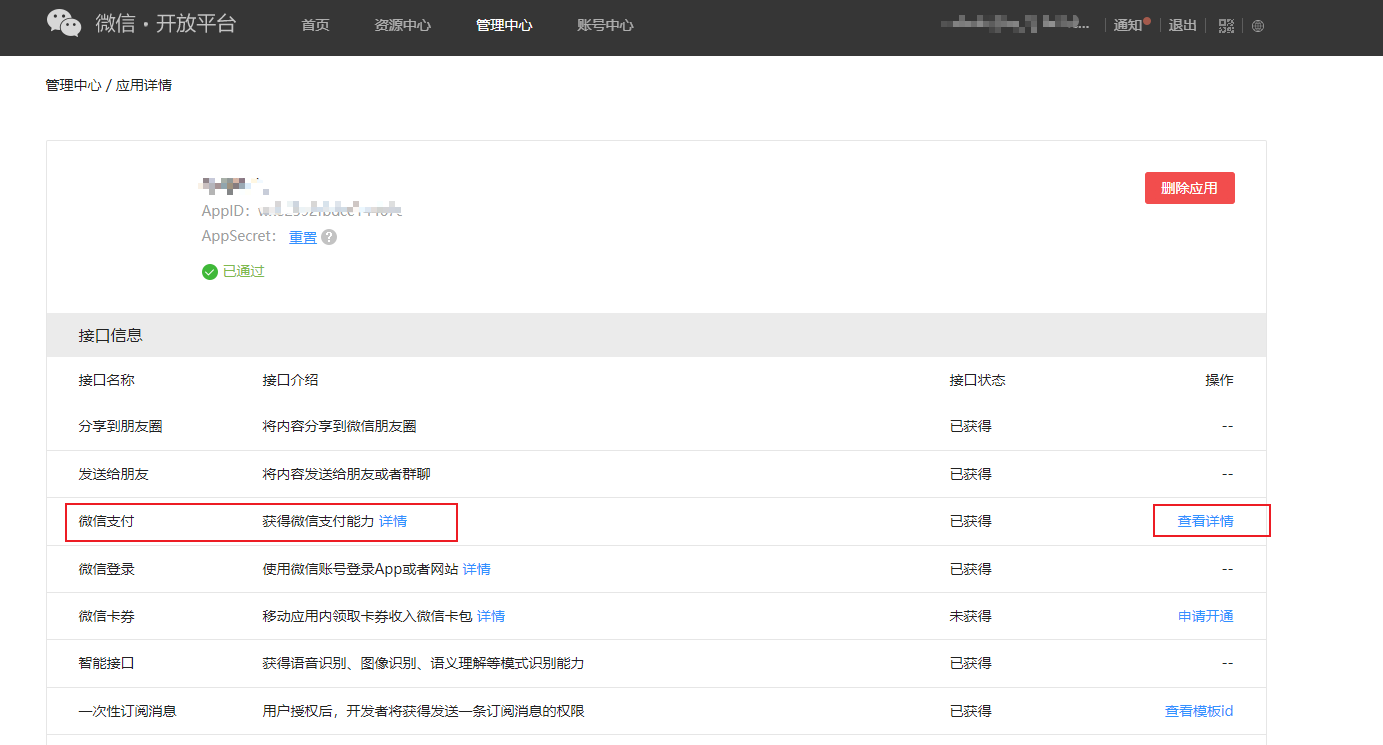 微信·开放平台 首页 资源中心 管理中心 账号中心 通知 退出
管理中心 / 应用详情
删除应用
AppID:
AppSecret: 重置 ?
已通过
接口信息
接口名称 接口介绍 接口状态 操作
分享到朋友圈 将内容分享到微信朋友圈 已获得 --
发送给朋友 将内容发送给朋友或者群聊 已获得 --
微信支付 获得微信支付能力 详情 已获得 查看详情
微信登录 使用微信账号登录App或者网站 详情 已获得 --
微信卡券 移动应用内领取卡券收入微信卡包 详情 未获得 申请开通
智能接口 获得语音识别、图像识别、语义理解等模式识别能力 已获得 --
一次性订阅消息 用户授权后，开发者将获得发送一条订阅消息的权限 已获得 查看模板id